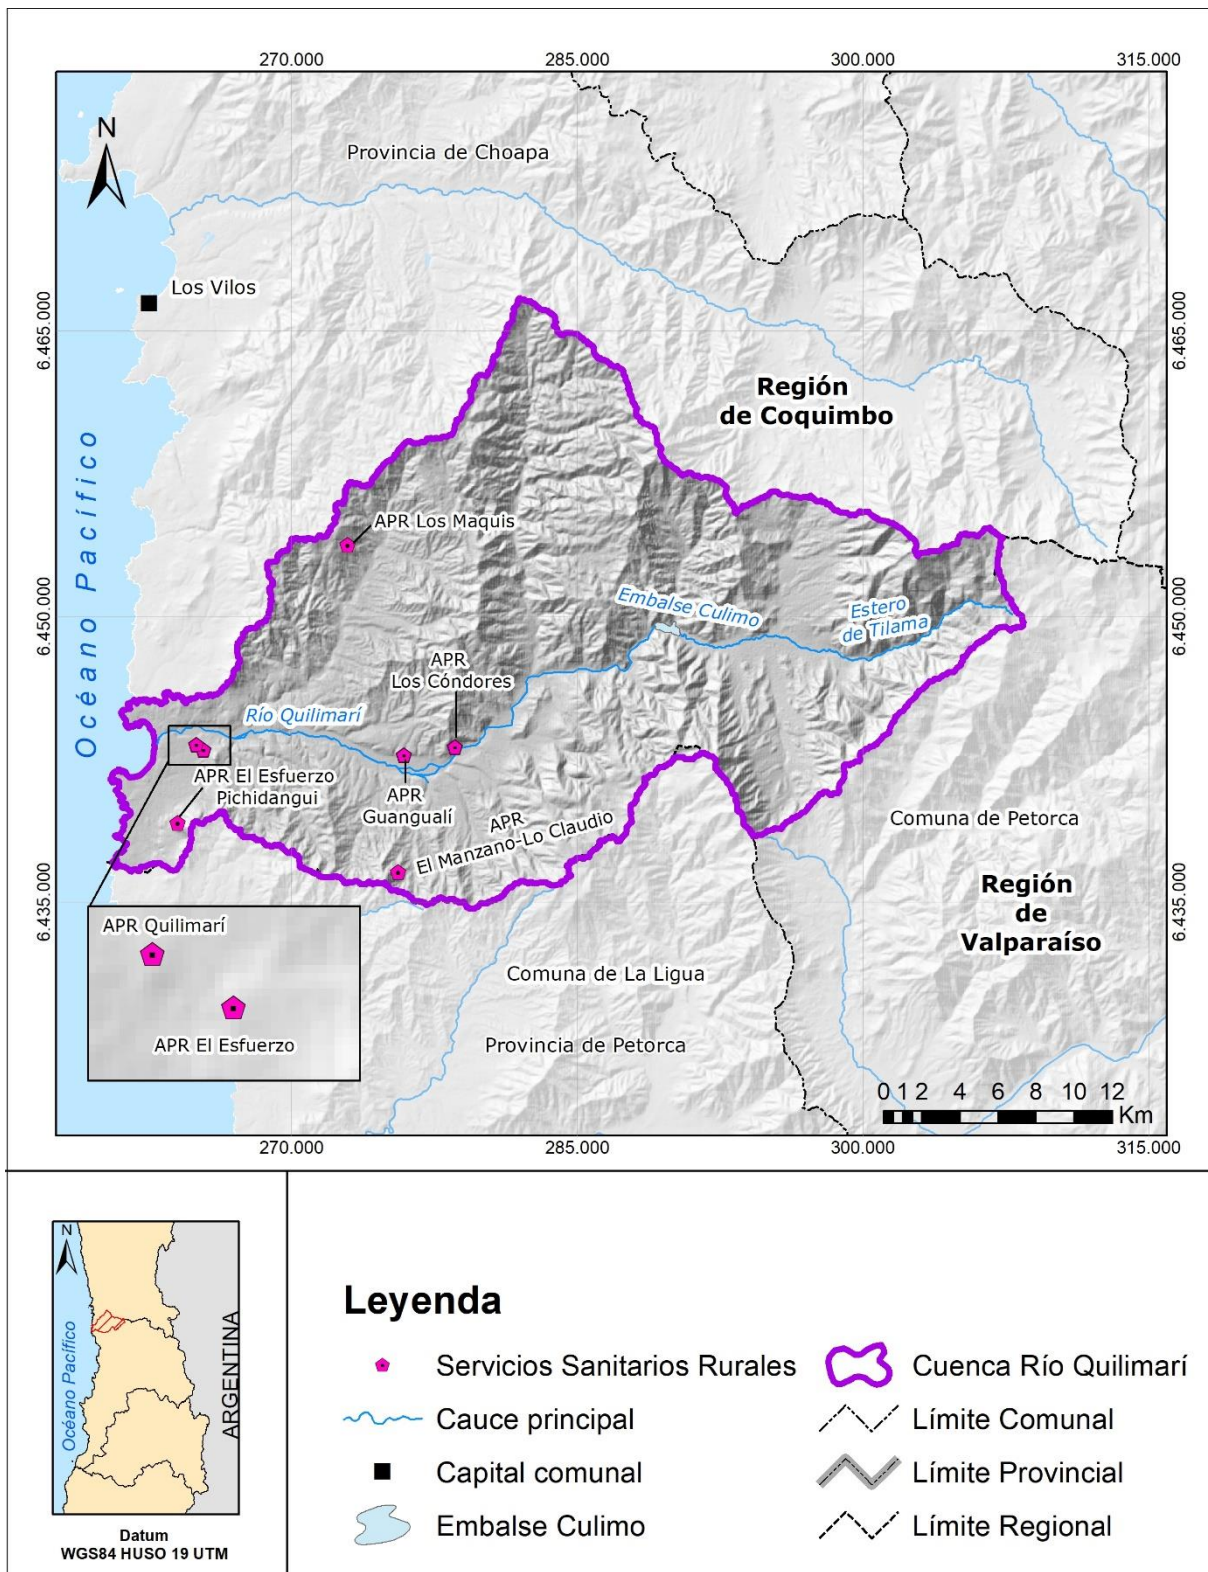 270.000
285.000
300.000
315.000
N
Provincia de Choapa
Los Vilos
6.465.000
6.465.000
Región
de Coquimbo
Océano Pacífico
APR Los Maquis
Embalse Culimo
Estero
de Tilama
6.450.000
6.450.000
APR
Los Cóndores
Río Quilimarí
APR El Esfuerzo
Pichidangui
APR
Guangualí
APR
El Manzano-Lo Claudio
Comuna de Petorca
Región
de
Valparaíso
6.435.000
6.435.000
APR Quilimarí
APR El Esfuerzo
Comuna de La Ligua
Provincia de Petorca
0 1 2 4 6 8 10 12
Km
270.000
285.000
300.000
315.000
N
Océano Pacífico
ARGENTINA
Datum
WGS84 HUSO 19 UTM
Leyenda
Servicios Sanitarios Rurales
Cauce principal
Capital comunal
Embalse Culimo
Cuenca Río Quilimarí
Límite Comunal
Límite Provincial
Límite Regional